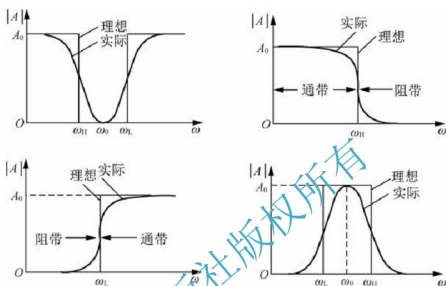 |A|
A₀
理想
实际
O
ω_H
ω₀
ω_L
ω
|A|
A₀
实际
理想
通带
阻带
O
ω_H
ω
|A|
A₀
理想
实际
阻带
通带
O
ω_L
ω
|A|
A₀
理想
实际
O
ω_L
ω₀
ω_H
ω
社版权所有